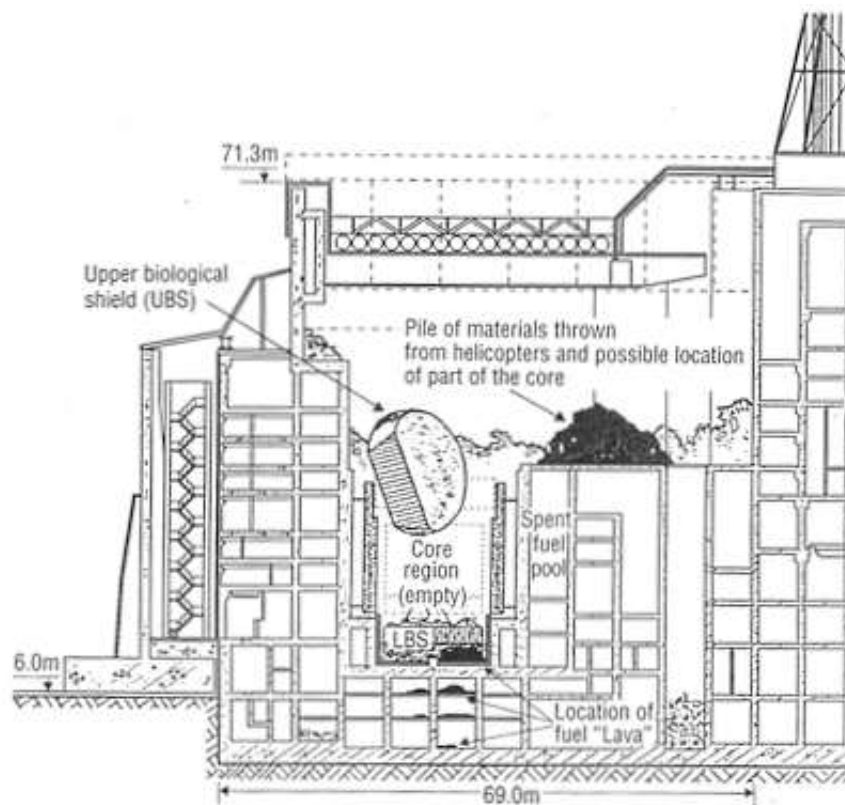 71.3m
Upper biological
shield (UBS)
Pile of materials thrown
from helicopters and possible location
of part of the core
Spent
fuel
pool
Core
region
(empty)
LBS
6.0m
Location of
fuel "Lava"
69.0m